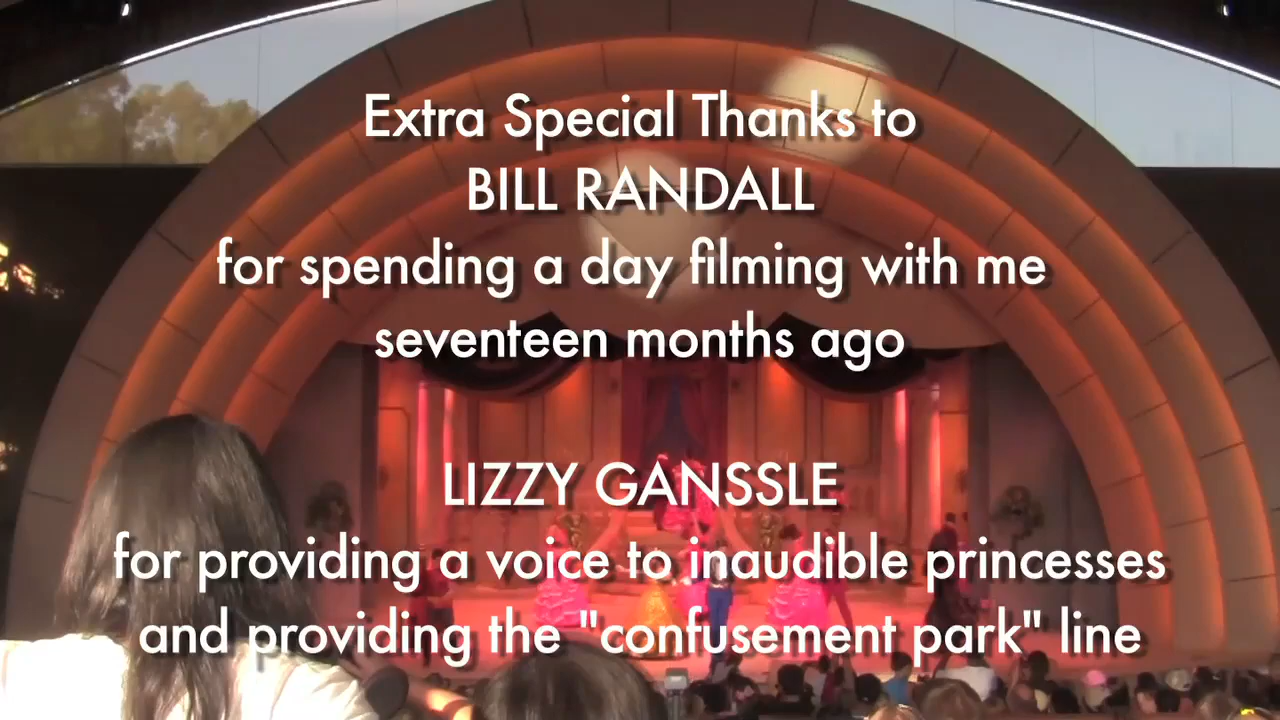 Extra Special Thanks to
BILL RANDALL
for spending a day filming with me
seventeen months ago
LIZZY GANSSLE
for providing a voice to inaudible princesses
and providing the "confusement park" line